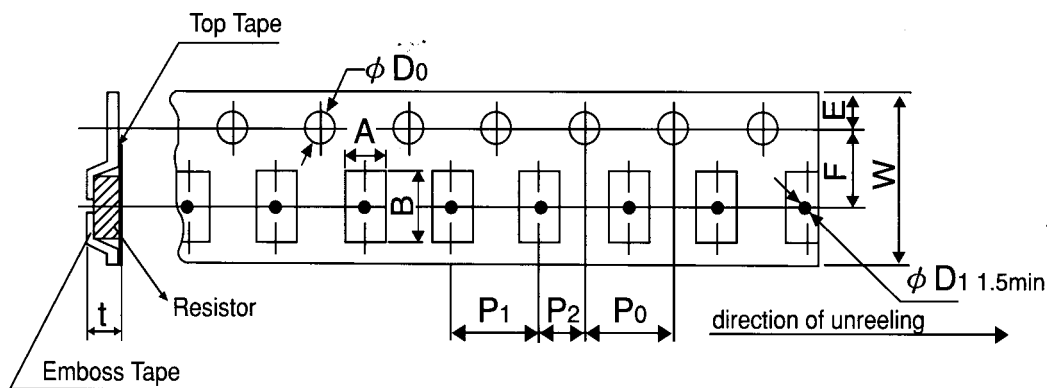 Top Tape
φ D0
A
B
E
F
W
φ D1 1.5min
P1
P2
P0
direction of unreeling
t
Resistor
Emboss Tape